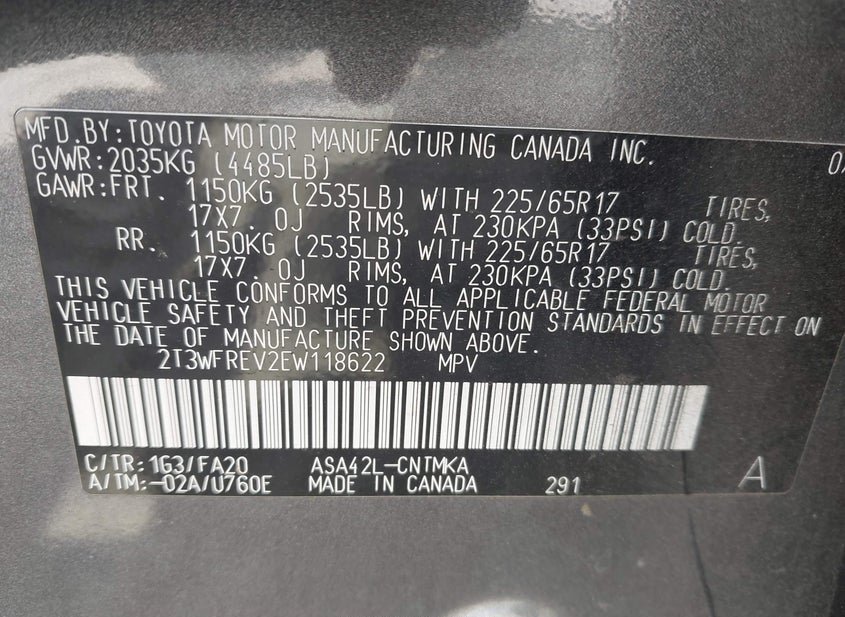 MFD.BY:TOYOTA MOTOR MANUFACTURING CANADA INC.
GVWR:2035KG (4485LB)
GAWR:FRT. 1150KG (2535LB) WITH 225/65R17 TIRES,
17X7. 0J RIMS, AT 230KPA (33PSI) COLD.
RR. 1150KG (2535LB) WITH 225/65R17 TIRES,
17X7. 0J RIMS, AT 230KPA (33PSI) COLD.
THIS VEHICLE CONFORMS TO ALL APPLICABLE FEDERAL MOTOR
VEHICLE SAFETY AND THEFT PREVENTION STANDARDS IN EFFECT ON
THE DATE OF MANUFACTURE SHOWN ABOVE.
2T3WFREV2EW118622 MPV
C/TR:1G3/FA20 ASA42L-CNTMKA
A/TM:-02A/U760E MADE IN CANADA 291 A